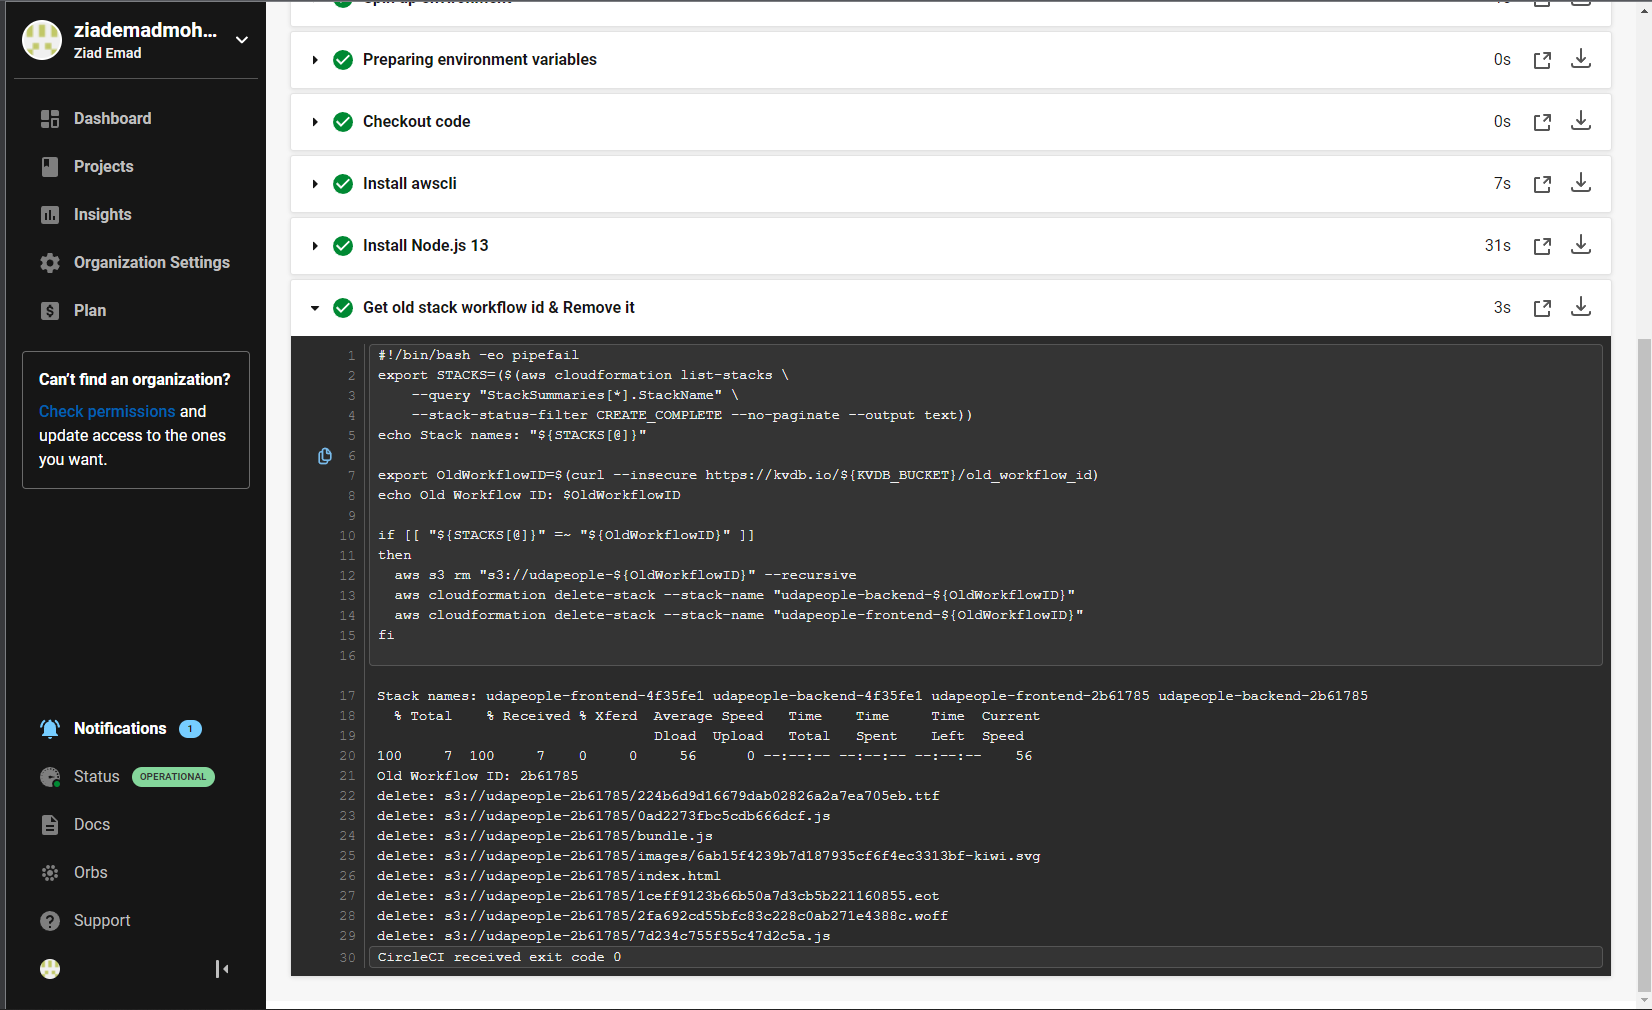 ziademadmoh...
Ziad Emad
Dashboard
Projects
Insights
Organization Settings
Plan
Can't find an organization?
Check permissions and
update access to the ones
you want.
Notifications 1
Status OPERATIONAL
Docs
Orbs
Support
Preparing environment variables 0s
Checkout code 0s
Install awscli 7s
Install Node.js 13 31s
Get old stack workflow id & Remove it 3s
1 #!/bin/bash -eo pipefail
2 export STACKS=($(aws cloudformation list-stacks \
3 --query "StackSummaries[*].StackName" \
4 --stack-status-filter CREATE_COMPLETE --no-paginate --output text))
5 echo Stack names: "${STACKS[@]}"
6
7 export OldWorkflowID=$(curl --insecure https://kvdb.io/${KVDB_BUCKET}/old_workflow_id)
8 echo Old Workflow ID: $OldWorkflowID
9
10 if [[ "${STACKS[@]}" =~ "${OldWorkflowID}" ]]
11 then
12 aws s3 rm "s3://udapeople-${OldWorkflowID}" --recursive
13 aws cloudformation delete-stack --stack-name "udapeople-backend-${OldWorkflowID}"
14 aws cloudformation delete-stack --stack-name "udapeople-frontend-${OldWorkflowID}"
15 fi
16
17 Stack names: udapeople-frontend-4f35fe1 udapeople-backend-4f35fe1 udapeople-frontend-2b61785 udapeople-backend-2b61785
18 % Total % Received % Xferd Average Speed Time Time Time Current
19 Dload Upload Total Spent Left Speed
20 100 7 100 7 0 0 56 0 --:--:-- --:--:-- --:--:-- 56
21 Old Workflow ID: 2b61785
22 delete: s3://udapeople-2b61785/224b6d9d16679dab02826a2a7ea705eb.ttf
23 delete: s3://udapeople-2b61785/0ad2273fbc5cdb666dcf.js
24 delete: s3://udapeople-2b61785/bundle.js
25 delete: s3://udapeople-2b61785/images/6ab15f4239b7d187935cf6f4ec3313bf-kiwi.svg
26 delete: s3://udapeople-2b61785/index.html
27 delete: s3://udapeople-2b61785/1ceff9123b66b50a7d3cb5b221160855.eot
28 delete: s3://udapeople-2b61785/2fa692cd55bfc83c228c0ab271e4388c.woff
29 delete: s3://udapeople-2b61785/7d234c755f55c47d2c5a.js
30 CircleCI received exit code 0